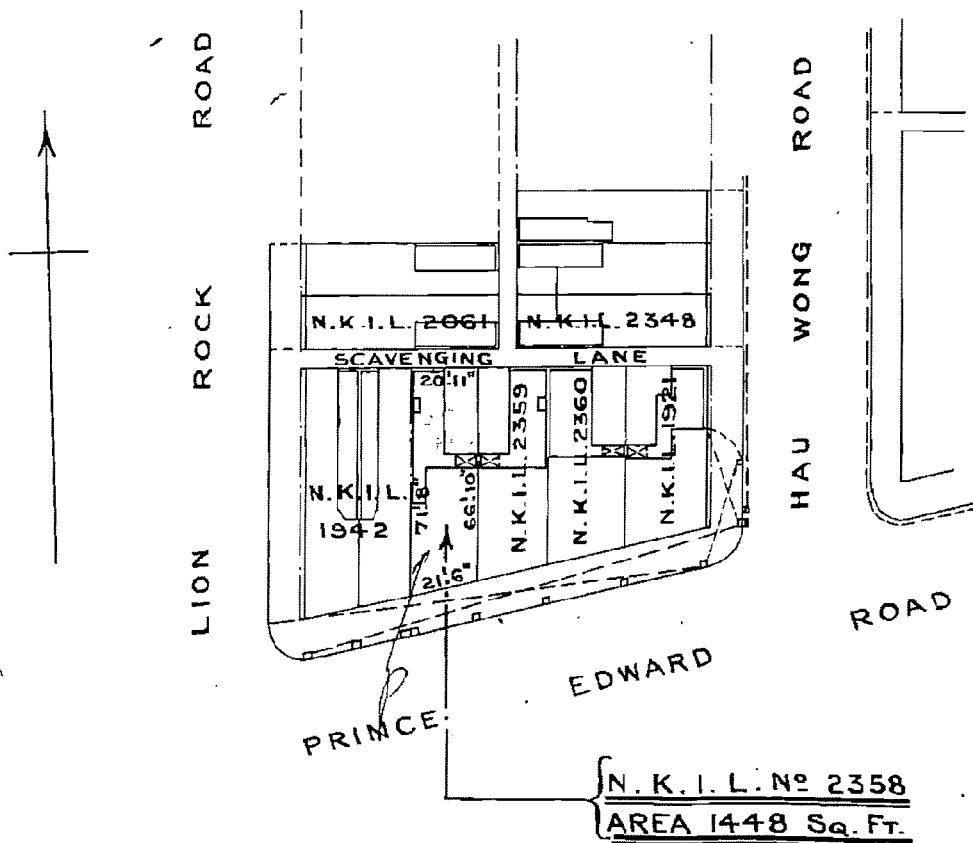 LION ROCK ROAD
HAU WONG ROAD
N.K.I.L. 2061
N.K.I.L. 2348
SCAVENGING LANE
20'.11"
N.K.I.L.
1942
71'.8"
66'.10"
21'.6"
N.K.I.L. 2359
N.K.I.L. 2360
N.K.I.L. 1921
PRINCE EDWARD ROAD
N.K.I.L. Nº 2358
AREA 1448 SQ. FT.